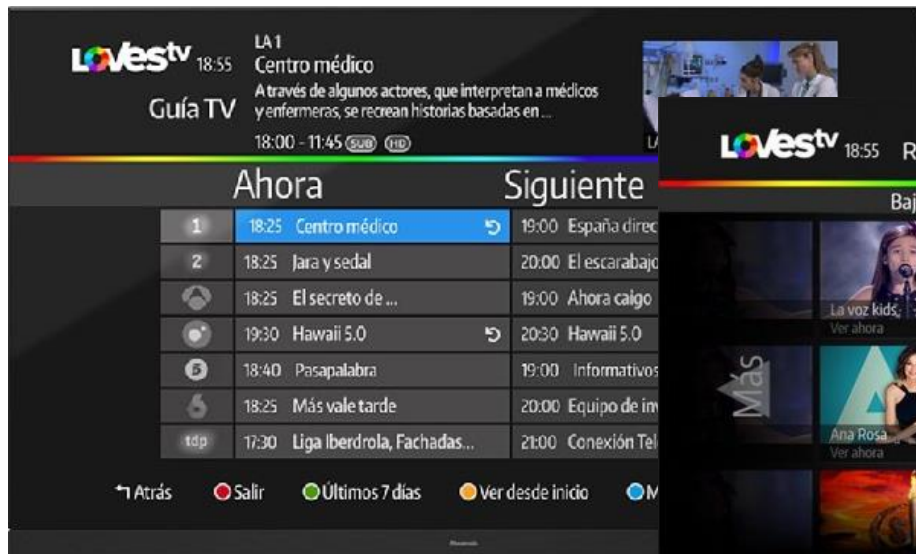 LOVEStv 18:55
Guía TV
LA 1
Centro médico
A través de algunos actores, que interpretan a médicos
y enfermeras, se recrean historias basadas en ...
18:00 - 11:45 SUB HD
Ahora Siguiente
1 18:25 Centro médico 19:00 España direc
2 18:25 Jara y sedal 20:00 El escarabajo
18:25 El secreto de ... 19:00 Ahora caigo
19:30 Hawaii 5.0 20:30 Hawaii 5.0
5 18:40 Pasapalabra 19:00 Informativos
6 18:25 Más vale tarde 20:00 Equipo de inv
tdp 17:30 Liga Iberdrola, Fachadas... 21:00 Conexión Tel
Atrás Salir Últimos 7 días Ver desde inicio M
LOVEStv 18:55 R
Baj
La voz kids
Ver ahora
Más
Ana Rosa
Ver ahora